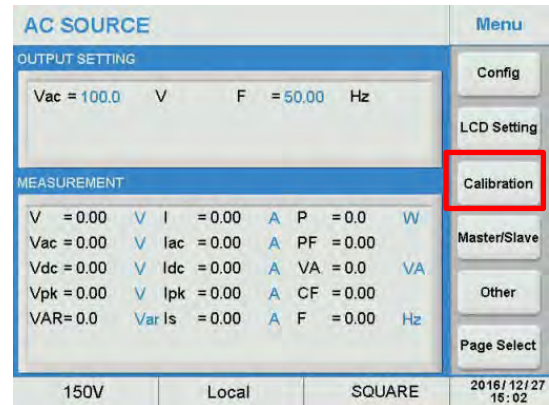 AC SOURCE
Menu
OUTPUT SETTING
Vac = 100.0 V F = 50.00 Hz
MEASUREMENT
V = 0.00 V I = 0.00 A P = 0.0 W
Vac = 0.00 V Iac = 0.00 A PF = 0.00
Vdc = 0.00 V Idc = 0.00 A VA = 0.0 VA
Vpk = 0.00 V Ipk = 0.00 A CF = 0.00
VAR= 0.0 Var Is = 0.00 A F = 0.00 Hz
Config
LCD Setting
Calibration
Master/Slave
Other
Page Select
150V Local SQUARE
2016/12/27
15:02